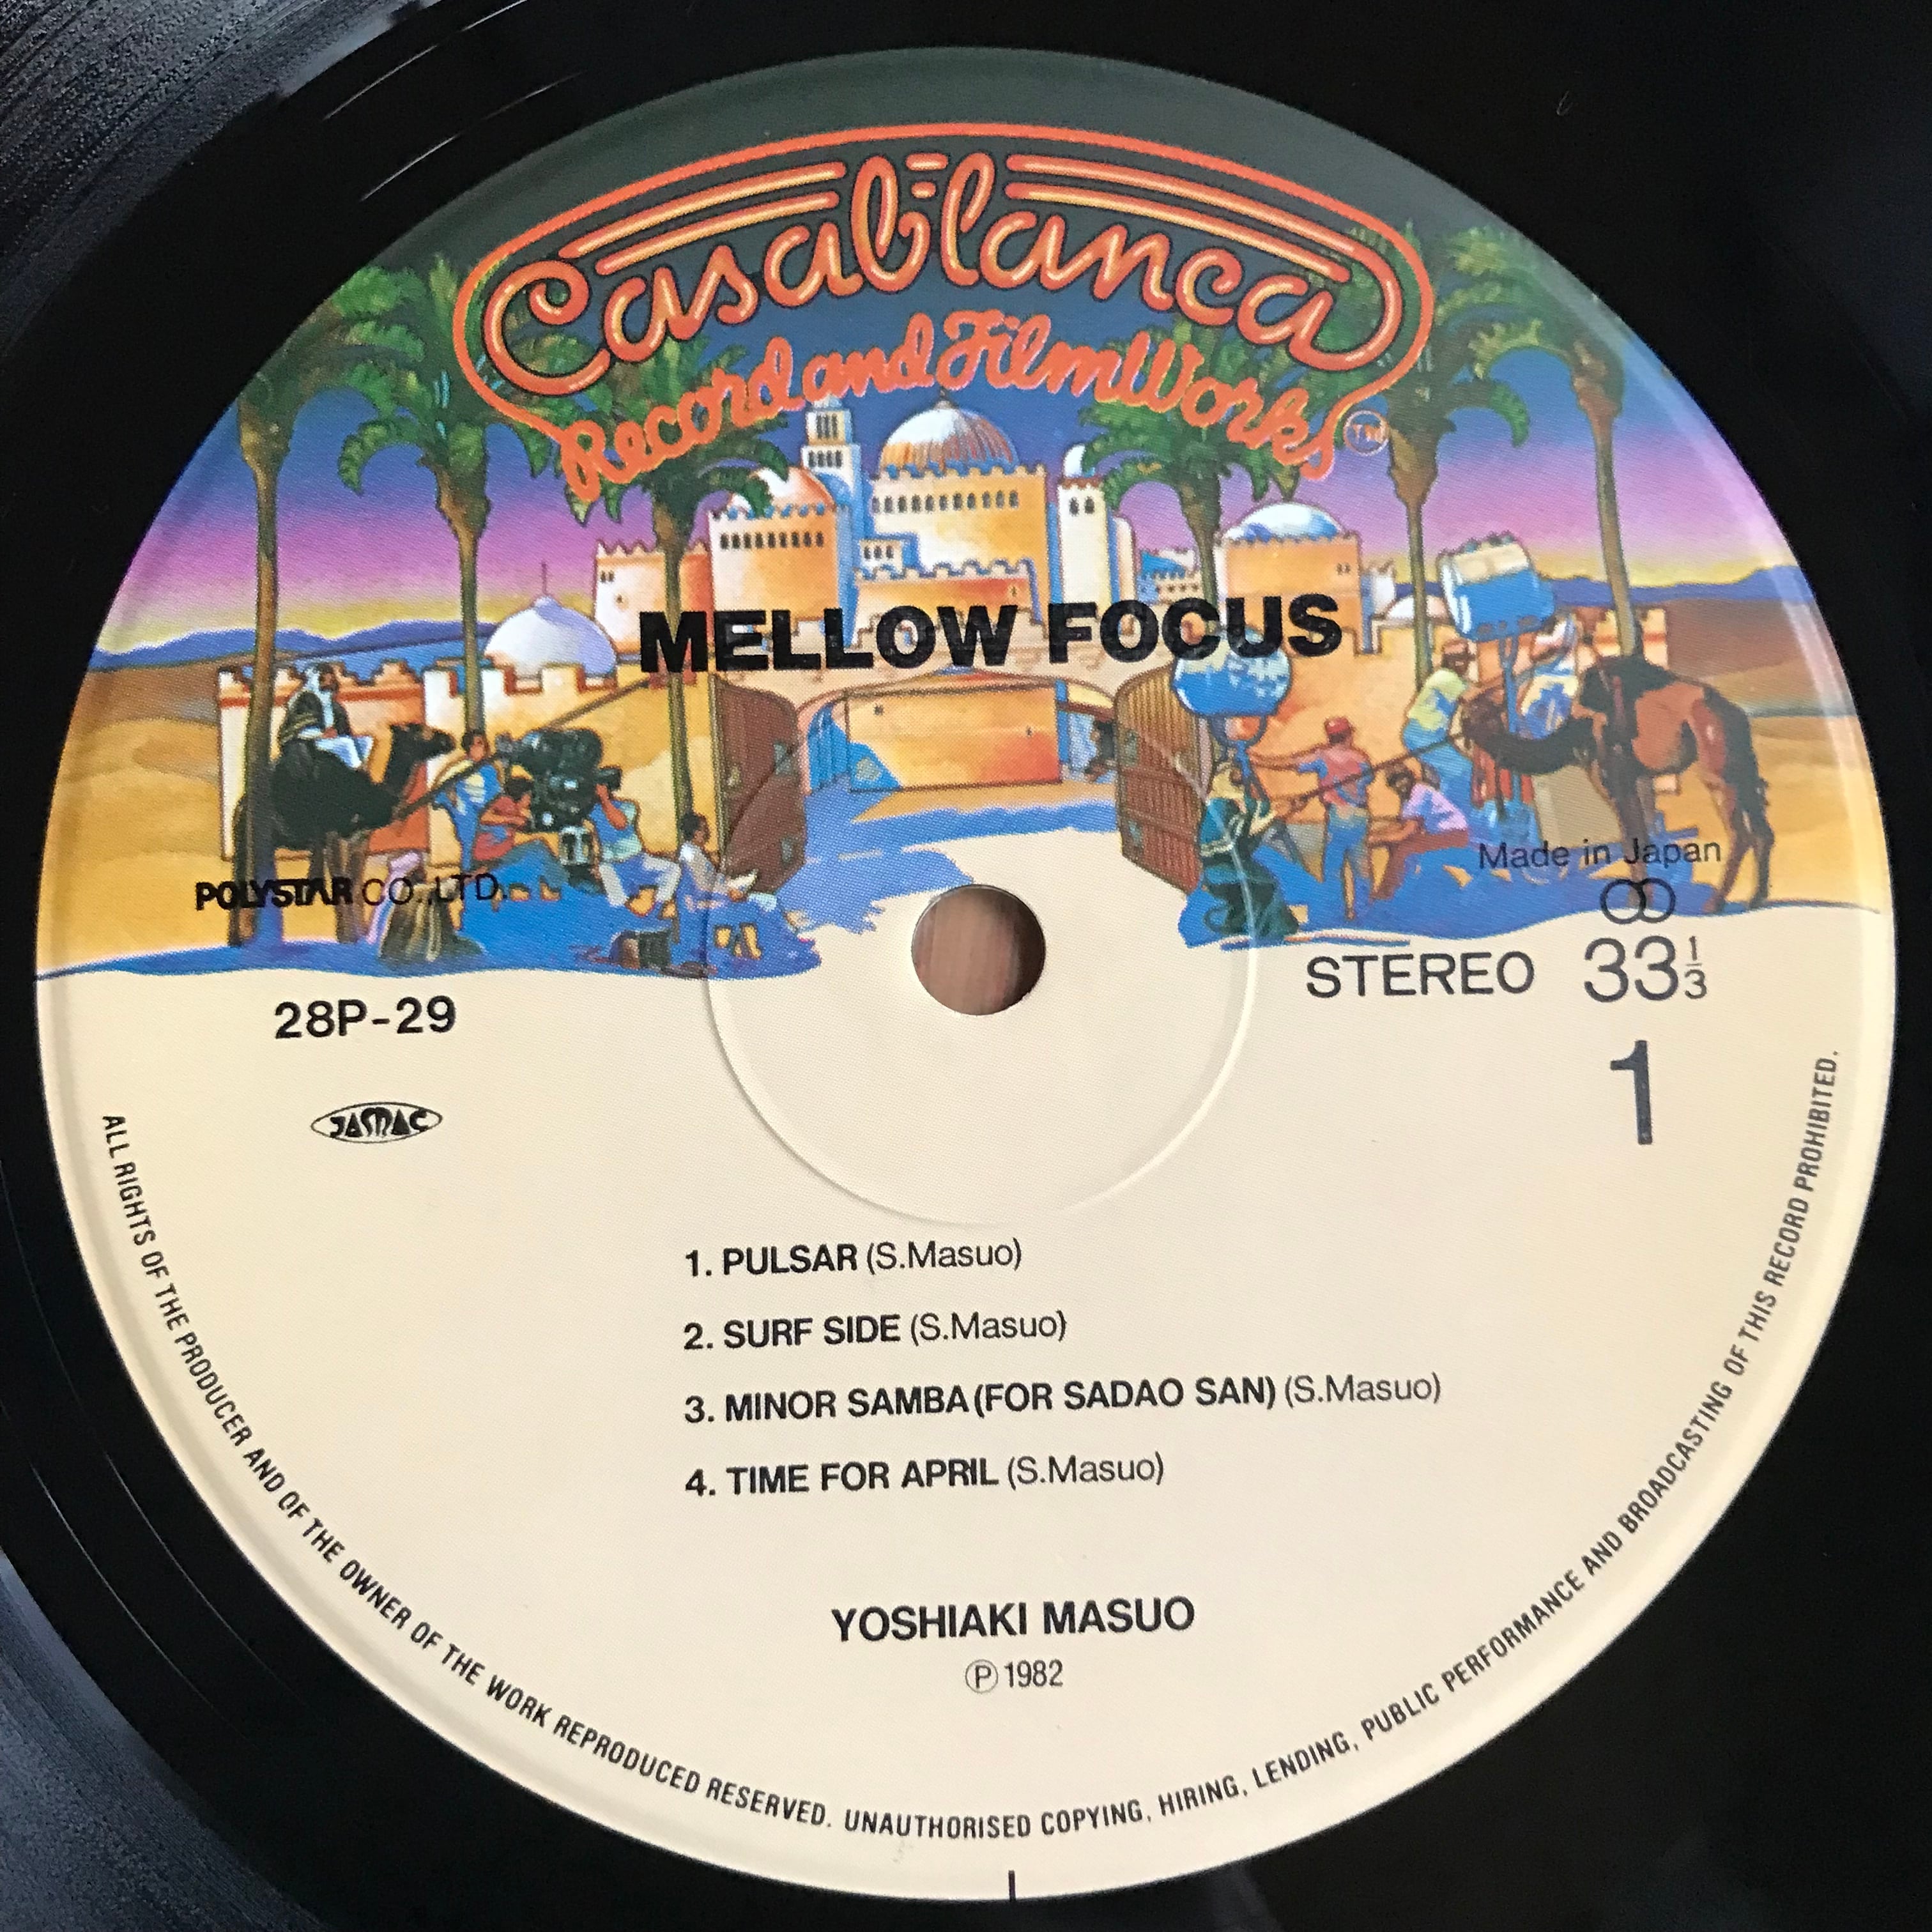 Casablanca
Record and FilmWorks
TM
MELLOW FOCUS
POLYSTAR CO.,LTD.
Made in Japan
STEREO 33 1/3
28P-29
1
JASRAC
1. PULSAR (S.Masuo)
2. SURF SIDE (S.Masuo)
3. MINOR SAMBA (FOR SADAO SAN) (S.Masuo)
4. TIME FOR APRIL (S.Masuo)
YOSHIAKI MASUO
Ⓟ 1982
ALL RIGHTS OF THE PRODUCER AND OF THE OWNER OF THE WORK REPRODUCED RESERVED. UNAUTHORISED COPYING, HIRING, LENDING, PUBLIC PERFORMANCE AND BROADCASTING OF THIS RECORD PROHIBITED.